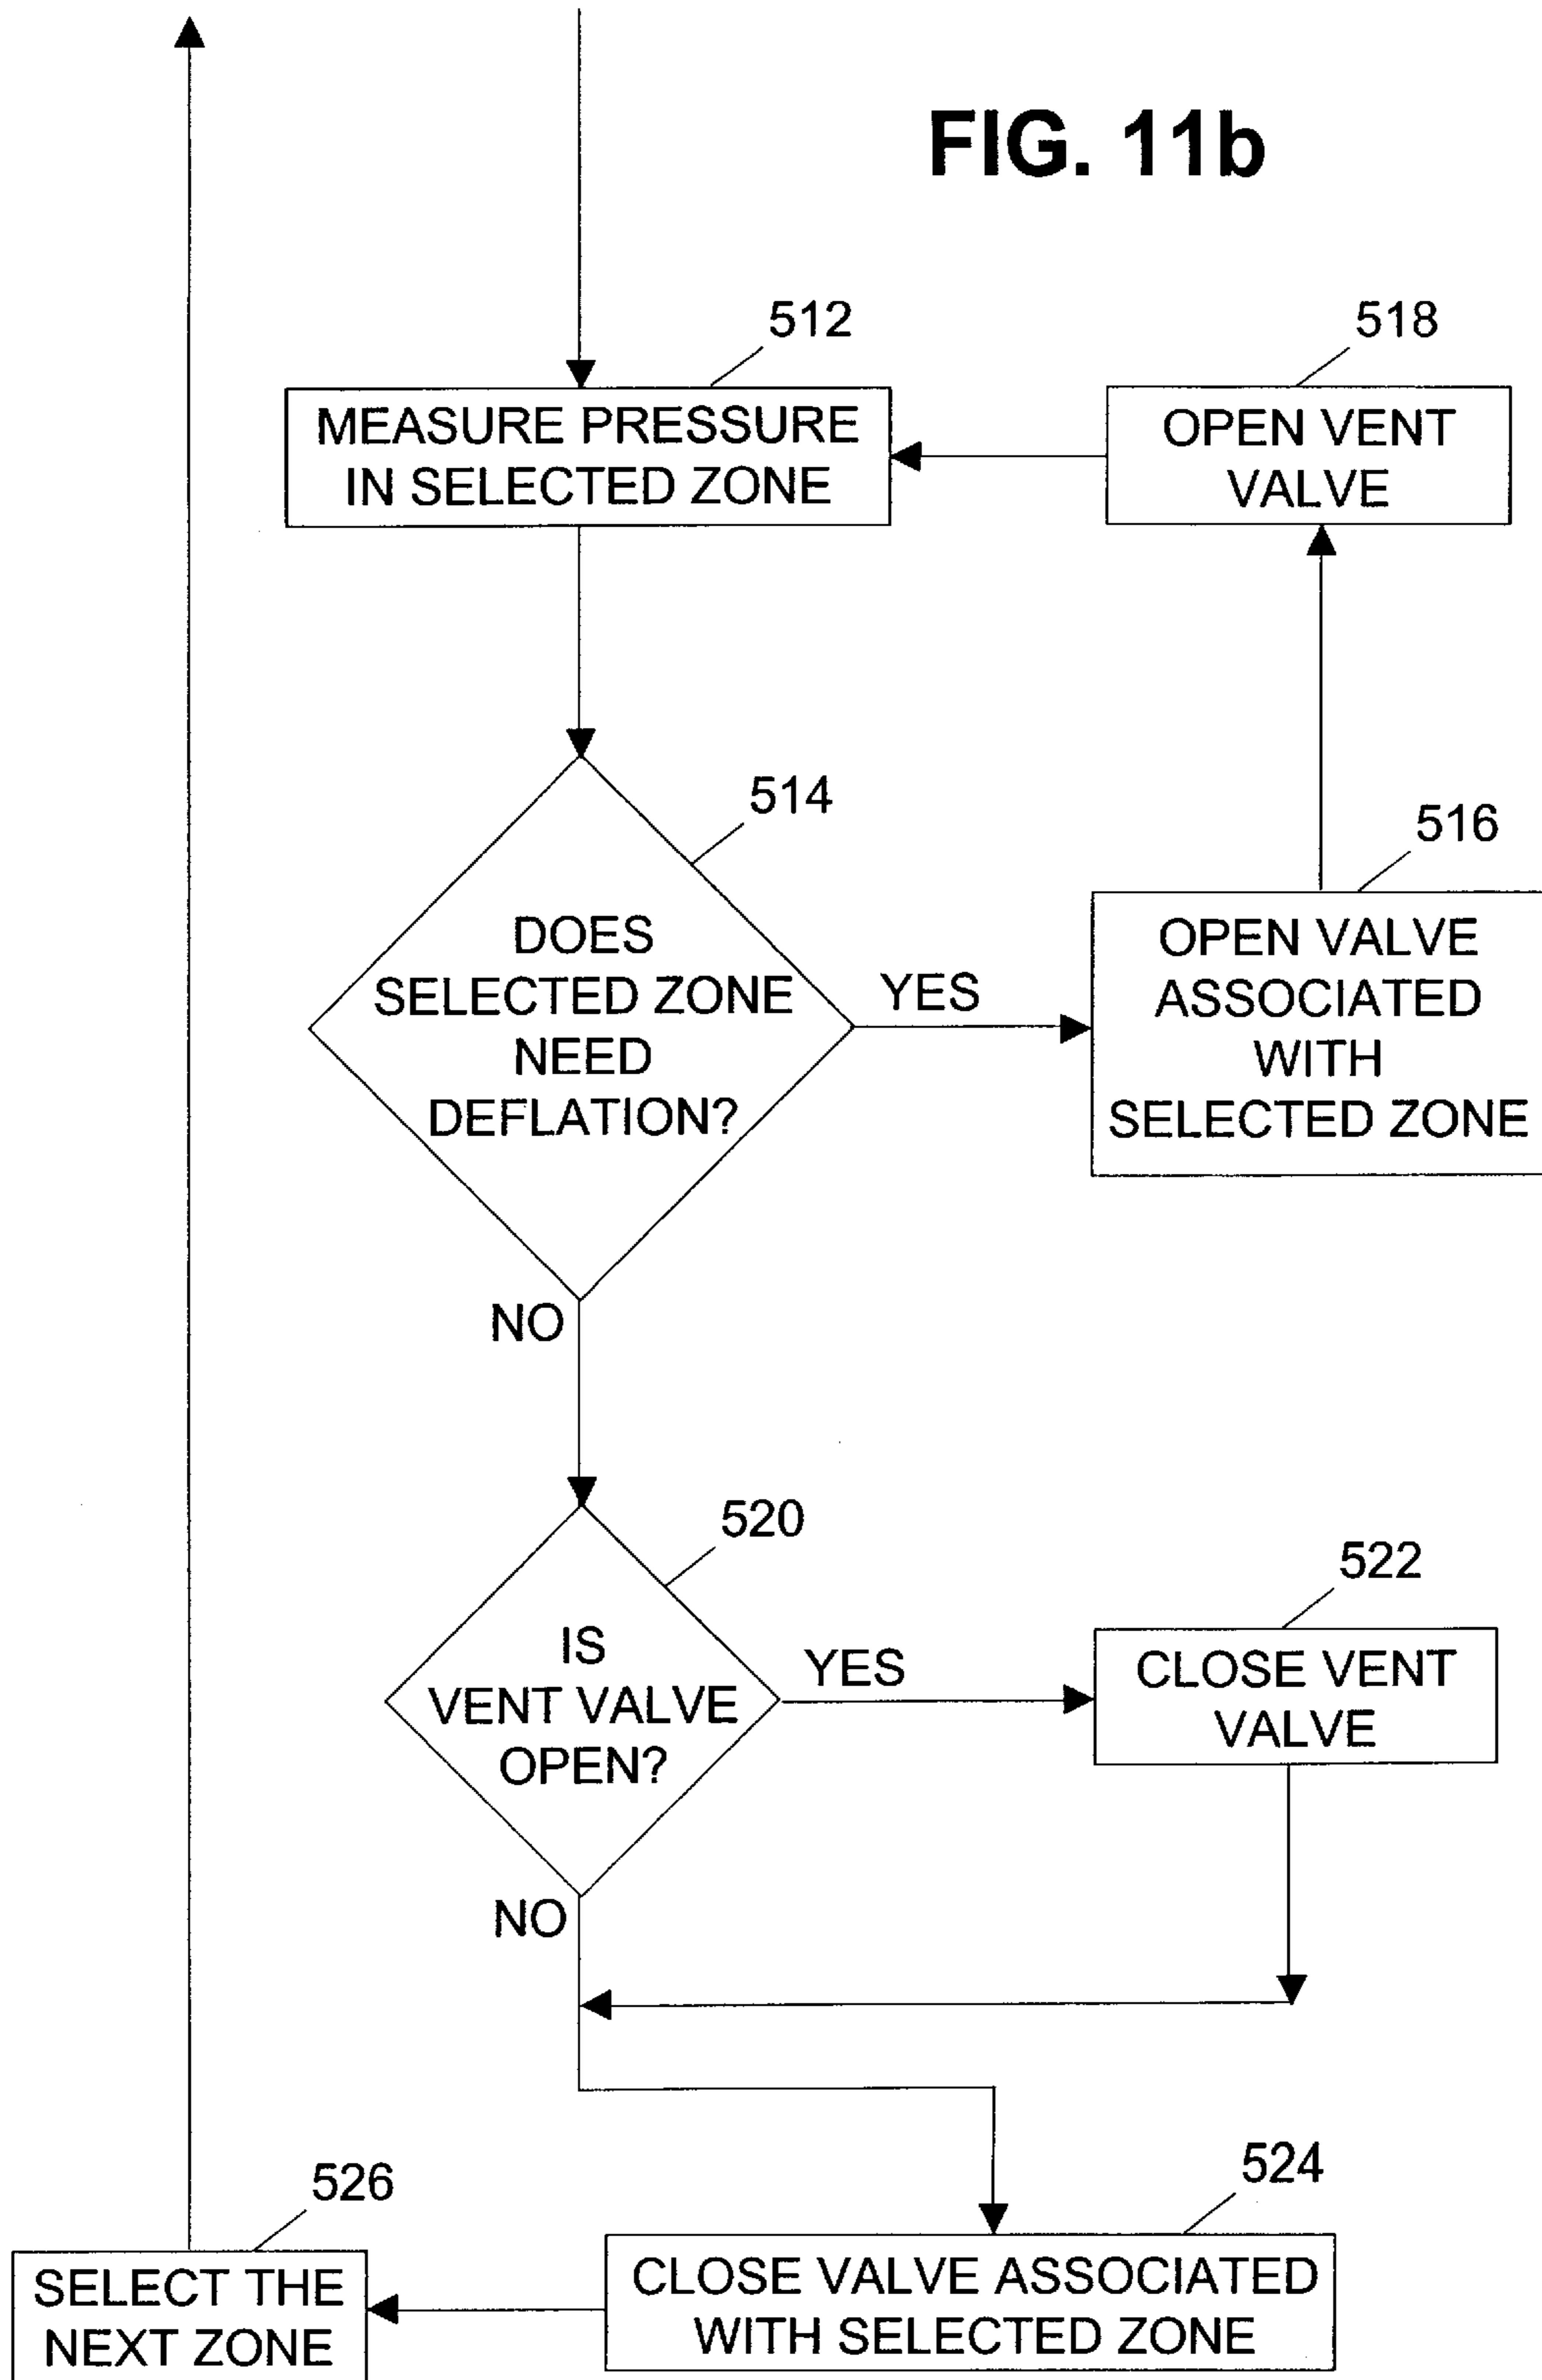 FIG. 11b
512
MEASURE PRESSURE
IN SELECTED ZONE
518
OPEN VENT
VALVE
514
DOES
SELECTED ZONE
NEED
DEFLATION?
YES
516
OPEN VALVE
ASSOCIATED
WITH
SELECTED ZONE
NO
520
IS
VENT VALVE
OPEN?
YES
522
CLOSE VENT
VALVE
NO
524
CLOSE VALVE ASSOCIATED
WITH SELECTED ZONE
526
SELECT THE
NEXT ZONE